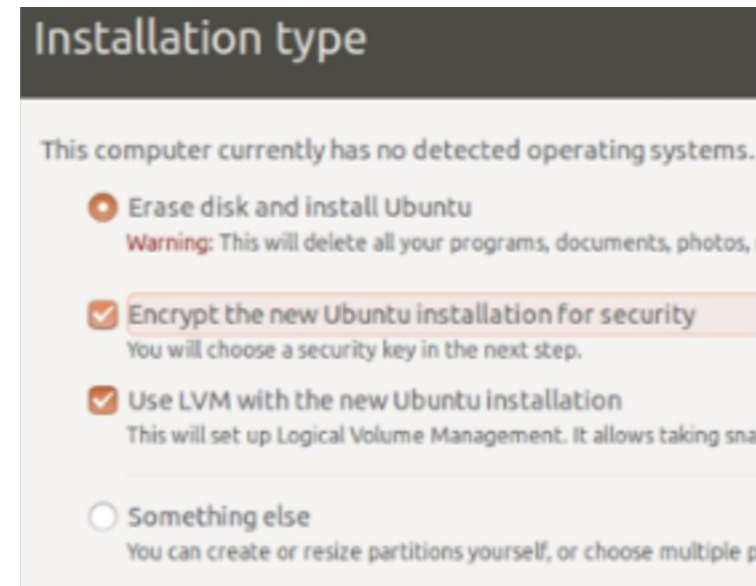 Installation type
This computer currently has no detected operating systems.
Erase disk and install Ubuntu
Warning: This will delete all your programs, documents, photos,
Encrypt the new Ubuntu installation for security
You will choose a security key in the next step.
Use LVM with the new Ubuntu installation
This will set up Logical Volume Management. It allows taking sna
Something else
You can create or resize partitions yourself, or choose multiple p